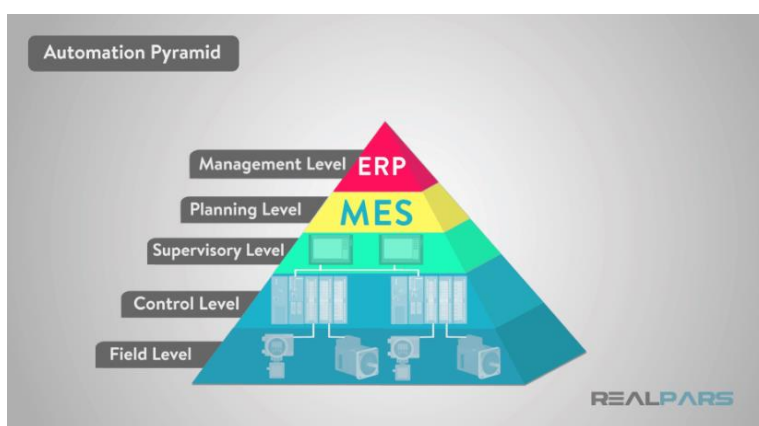 Automation Pyramid
Management Level
ERP
Planning Level
MES
Supervisory Level
Control Level
Field Level
REALPARS